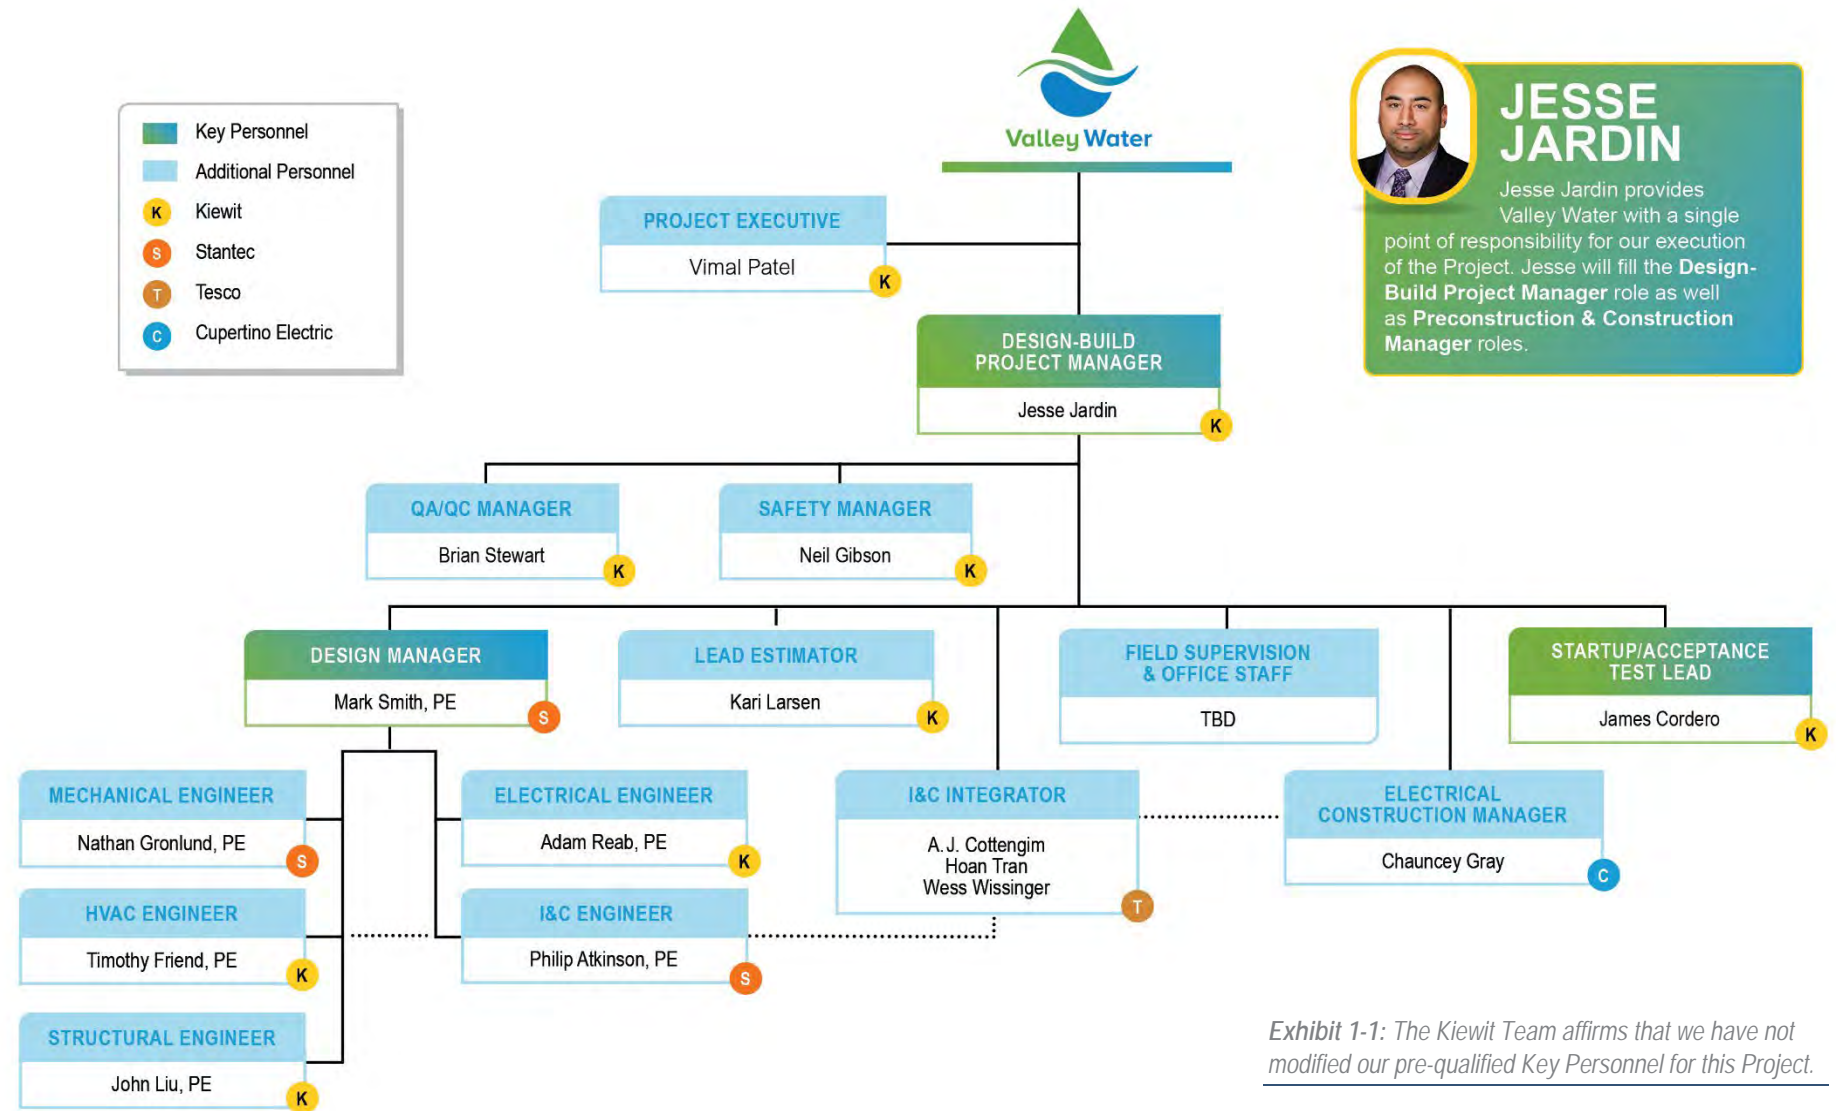 Valley Water
Key Personnel
Additional Personnel
K Kiewit
S Stantec
T Tesco
C Cupertino Electric
JESSE
JARDIN
Jesse Jardin provides
Valley Water with a single
point of responsibility for our execution
of the Project. Jesse will fill the Design-
Build Project Manager role as well
as Preconstruction & Construction
Manager roles.
PROJECT EXECUTIVE
Vimal Patel
K
DESIGN-BUILD
PROJECT MANAGER
Jesse Jardin
K
QA/QC MANAGER
Brian Stewart
K
SAFETY MANAGER
Neil Gibson
K
DESIGN MANAGER
Mark Smith, PE
S
LEAD ESTIMATOR
Kari Larsen
K
FIELD SUPERVISION
& OFFICE STAFF
TBD
STARTUP/ACCEPTANCE
TEST LEAD
James Cordero
K
MECHANICAL ENGINEER
Nathan Gronlund, PE
S
ELECTRICAL ENGINEER
Adam Reab, PE
K
I&C INTEGRATOR
A.J. Cottengim
Hoan Tran
Wess Wissinger
T
ELECTRICAL
CONSTRUCTION MANAGER
Chauncey Gray
C
HVAC ENGINEER
Timothy Friend, PE
K
I&C ENGINEER
Philip Atkinson, PE
S
STRUCTURAL ENGINEER
John Liu, PE
K
Exhibit 1-1: The Kiewit Team affirms that we have not
modified our pre-qualified Key Personnel for this Project.